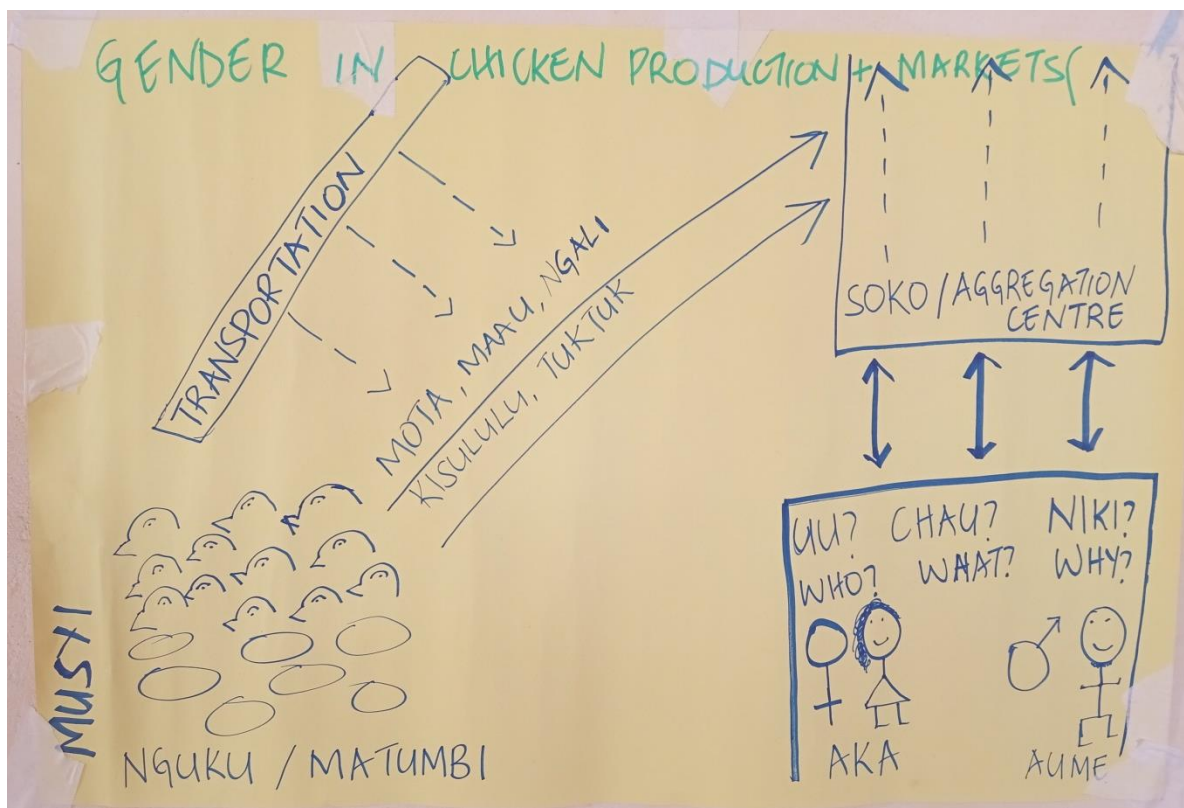 GENDER IN CHICKEN PRODUCTION + MARKETS(
TRANSPORTATION
MOTA, MAAU, NGALI
KISULULU, TUKTUK
SOKO / AGGREGATION
CENTRE
UU? CHAU? NIKI?
WHO? WHAT? WHY?
AKA AUME
NGUKU / MATUMBI